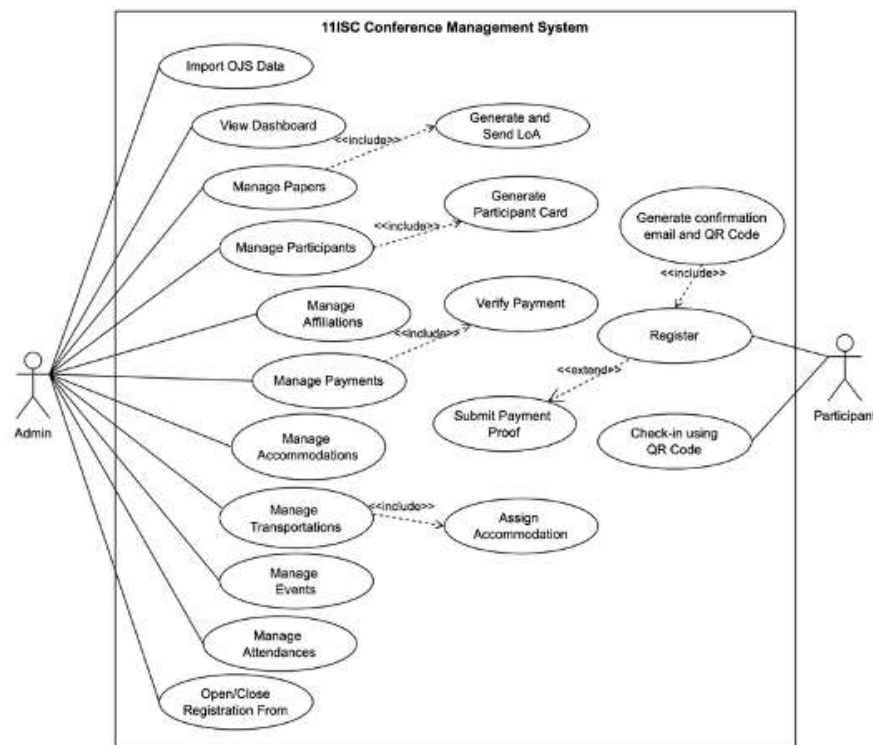 11ISC Conference Management System
Import OJS Data
View Dashboard
<<include>>
Generate and
Send LoA
Manage Papers
Generate
Participant Card
Manage Participants
<<include>>
Generate confirmation
email and QR Code
<<include>>
Manage
Affiliations
<<include>>
Verify Payment
Register
Manage Payments
<<extend>>
Submit Payment
Proof
Admin
Participant
Manage
Accommodations
Check-in using
QR Code
Manage
Transportations
<<include>>
Assign
Accommodation
Manage
Events
Manage
Attendances
Open/Close
Registration From